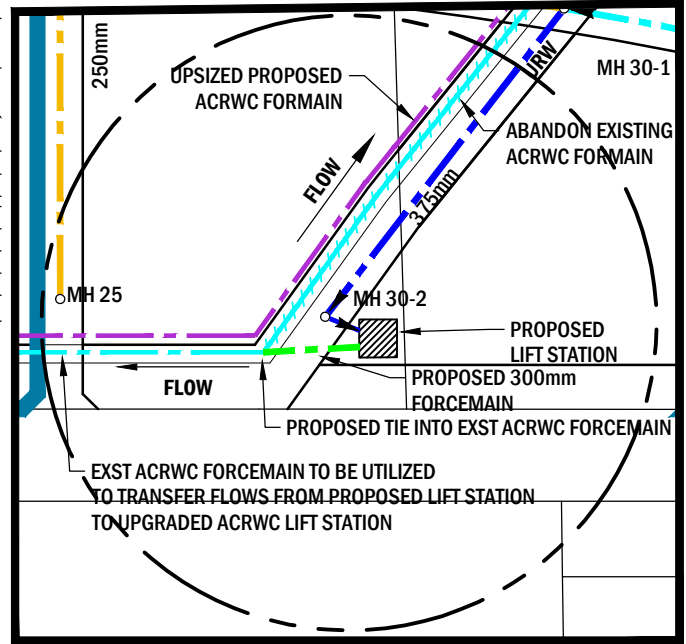 250mm
UPSIZED PROPOSED
ACRWC FORMAIN
JRW
MH 30-1
ABANDON EXISTING
ACRWC FORMAIN
FLOW
375mm
MH 25
MH 30-2
PROPOSED
LIFT STATION
FLOW
PROPOSED 300mm
FORCEMAIN
PROPOSED TIE INTO EXST ACRWC FORCEMAIN
EXST ACRWC FORCEMAIN TO BE UTILIZED
TO TRANSFER FLOWS FROM PROPOSED LIFT STATION
TO UPGRADED ACRWC LIFT STATION